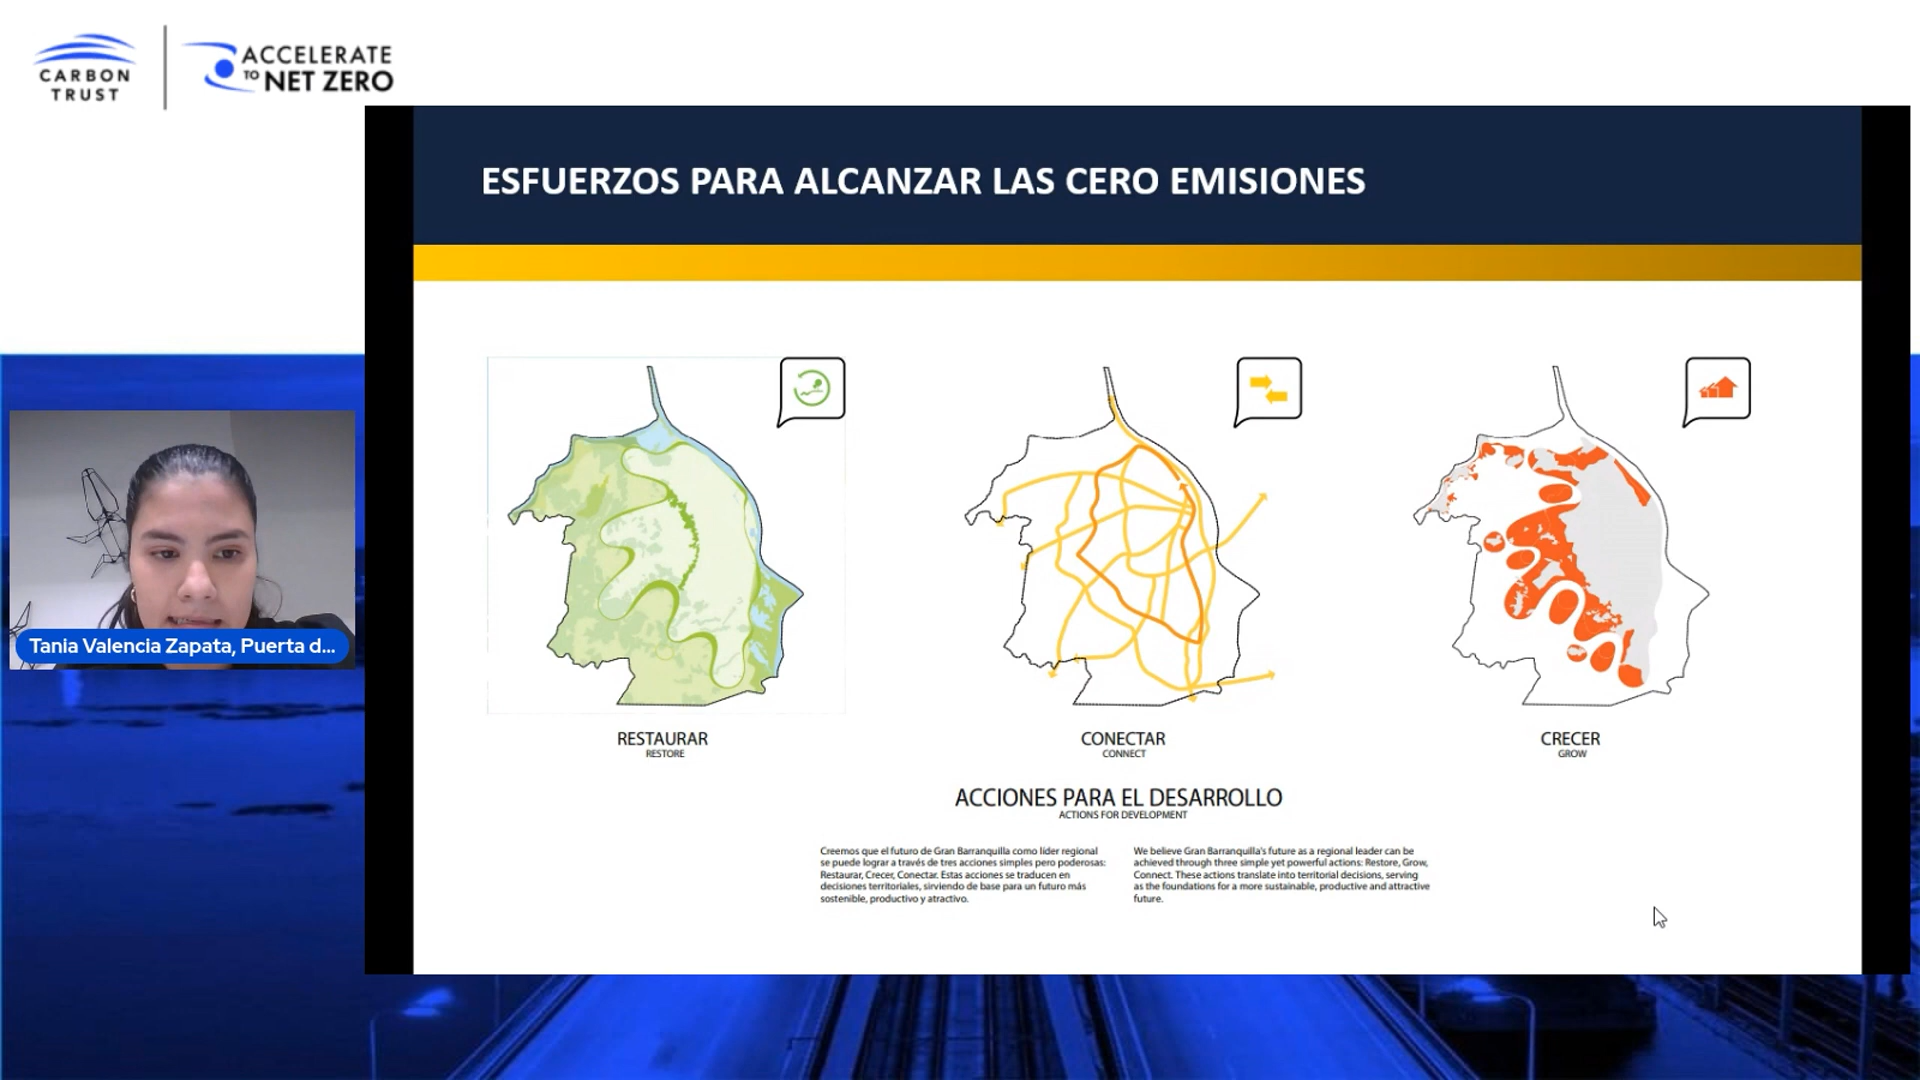 CARBON
TRUST
ACCELERATE
TO NET ZERO
ESFUERZOS PARA ALCANZAR LAS CERO EMISIONES
Tania Valencia Zapata, Puerta d...
RESTAURAR
RESTORE
CONECTAR
CONNECT
CRECER
GROW
ACCIONES PARA EL DESARROLLO
ACTIONS FOR DEVELOPMENT
Creemos que el futuro de Gran Barranquilla como líder regional
se puede lograr a través de tres acciones simples pero poderosas:
Restaurar, Crecer, Conectar. Estas acciones se traducen en
decisiones territoriales, sirviendo de base para un futuro más
sostenible, productivo y atractivo.
We believe Gran Barranquilla's future as a regional leader can be
achieved through three simple yet powerful actions: Restore, Grow,
Connect. These actions translate into territorial decisions, serving
as the foundations for a more sustainable, productive and attractive
future.